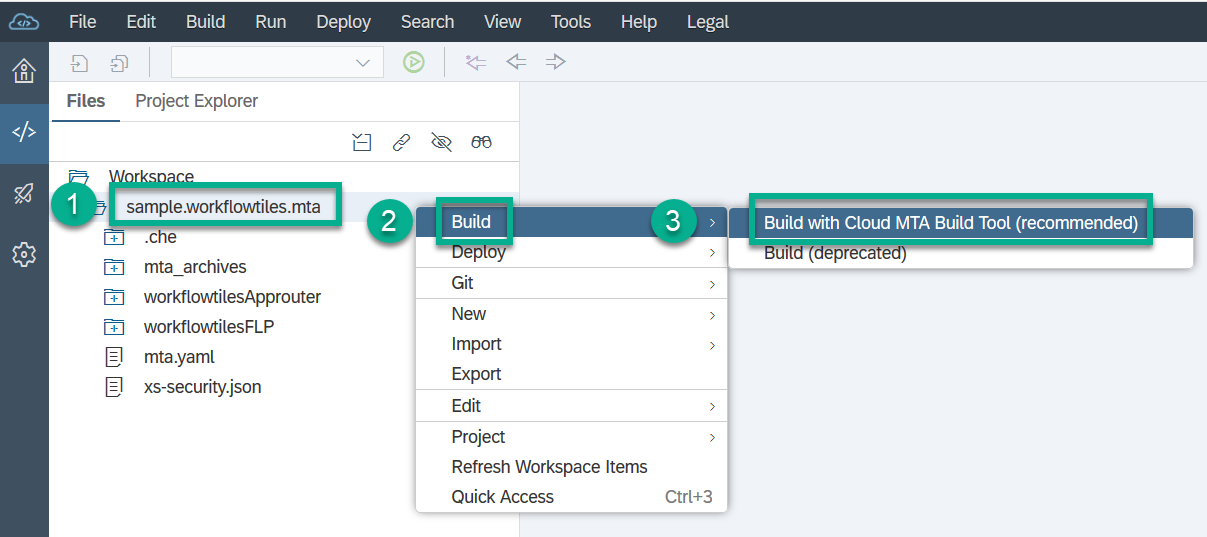 File Edit Build Run Deploy Search View Tools Help Legal
Files Project Explorer
Workspace
1 sample.workflowtiles.mta
.che
mta_archives
workflowtilesApprouter
workflowtilesFLP
mta.yaml
xs-security.json
2 Build
Deploy
Git
New
Import
Export
Edit
Project
Refresh Workspace Items
Quick Access Ctrl+3
3 Build with Cloud MTA Build Tool (recommended)
Build (deprecated)